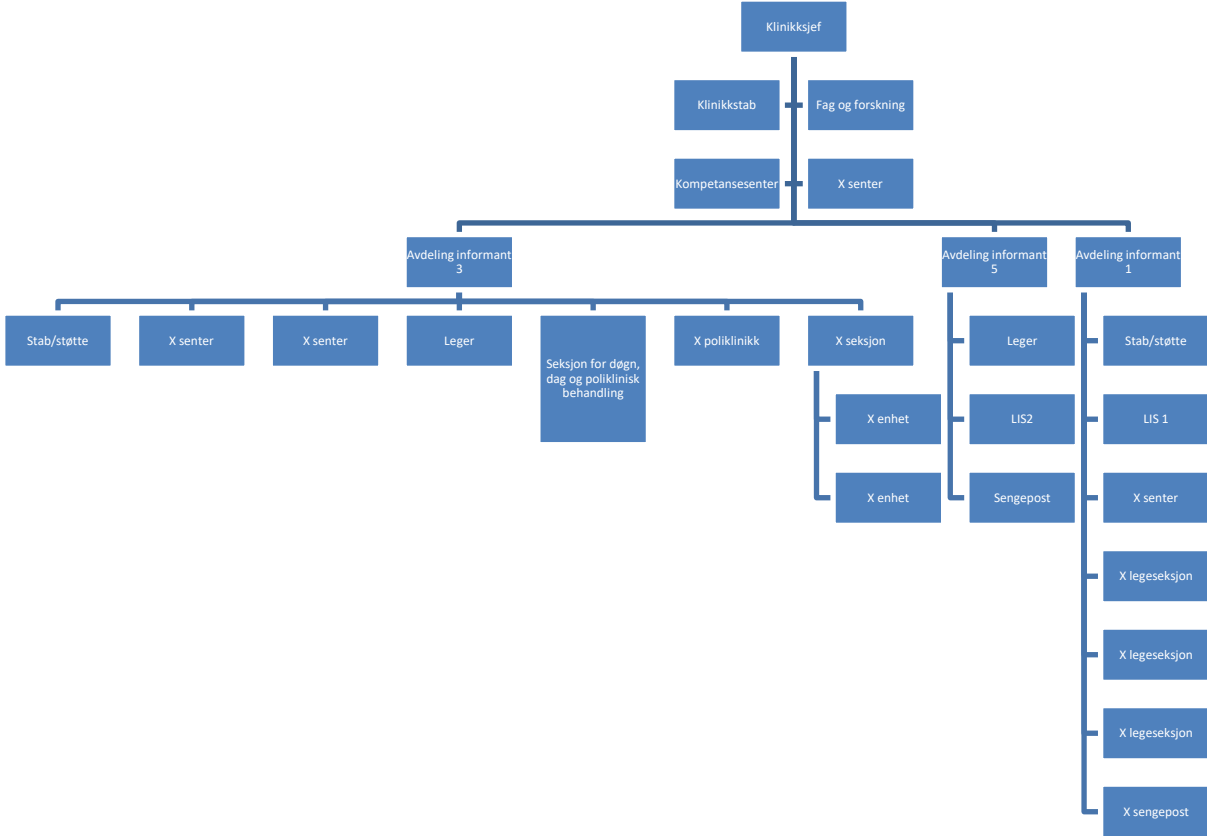 Klinikksjef
Klinikkstab
Fag og forskning
Kompetansesenter
X senter
Avdeling informant
3
Avdeling informant
5
Avdeling informant
1
Stab/støtte
X senter
X senter
Leger
Seksjon for døgn,
dag og poliklinisk
behandling
X poliklinikk
X seksjon
Leger
Stab/støtte
X enhet
LIS2
LIS 1
X enhet
Sengepost
X senter
X legeseksjon
X legeseksjon
X legeseksjon
X sengepost